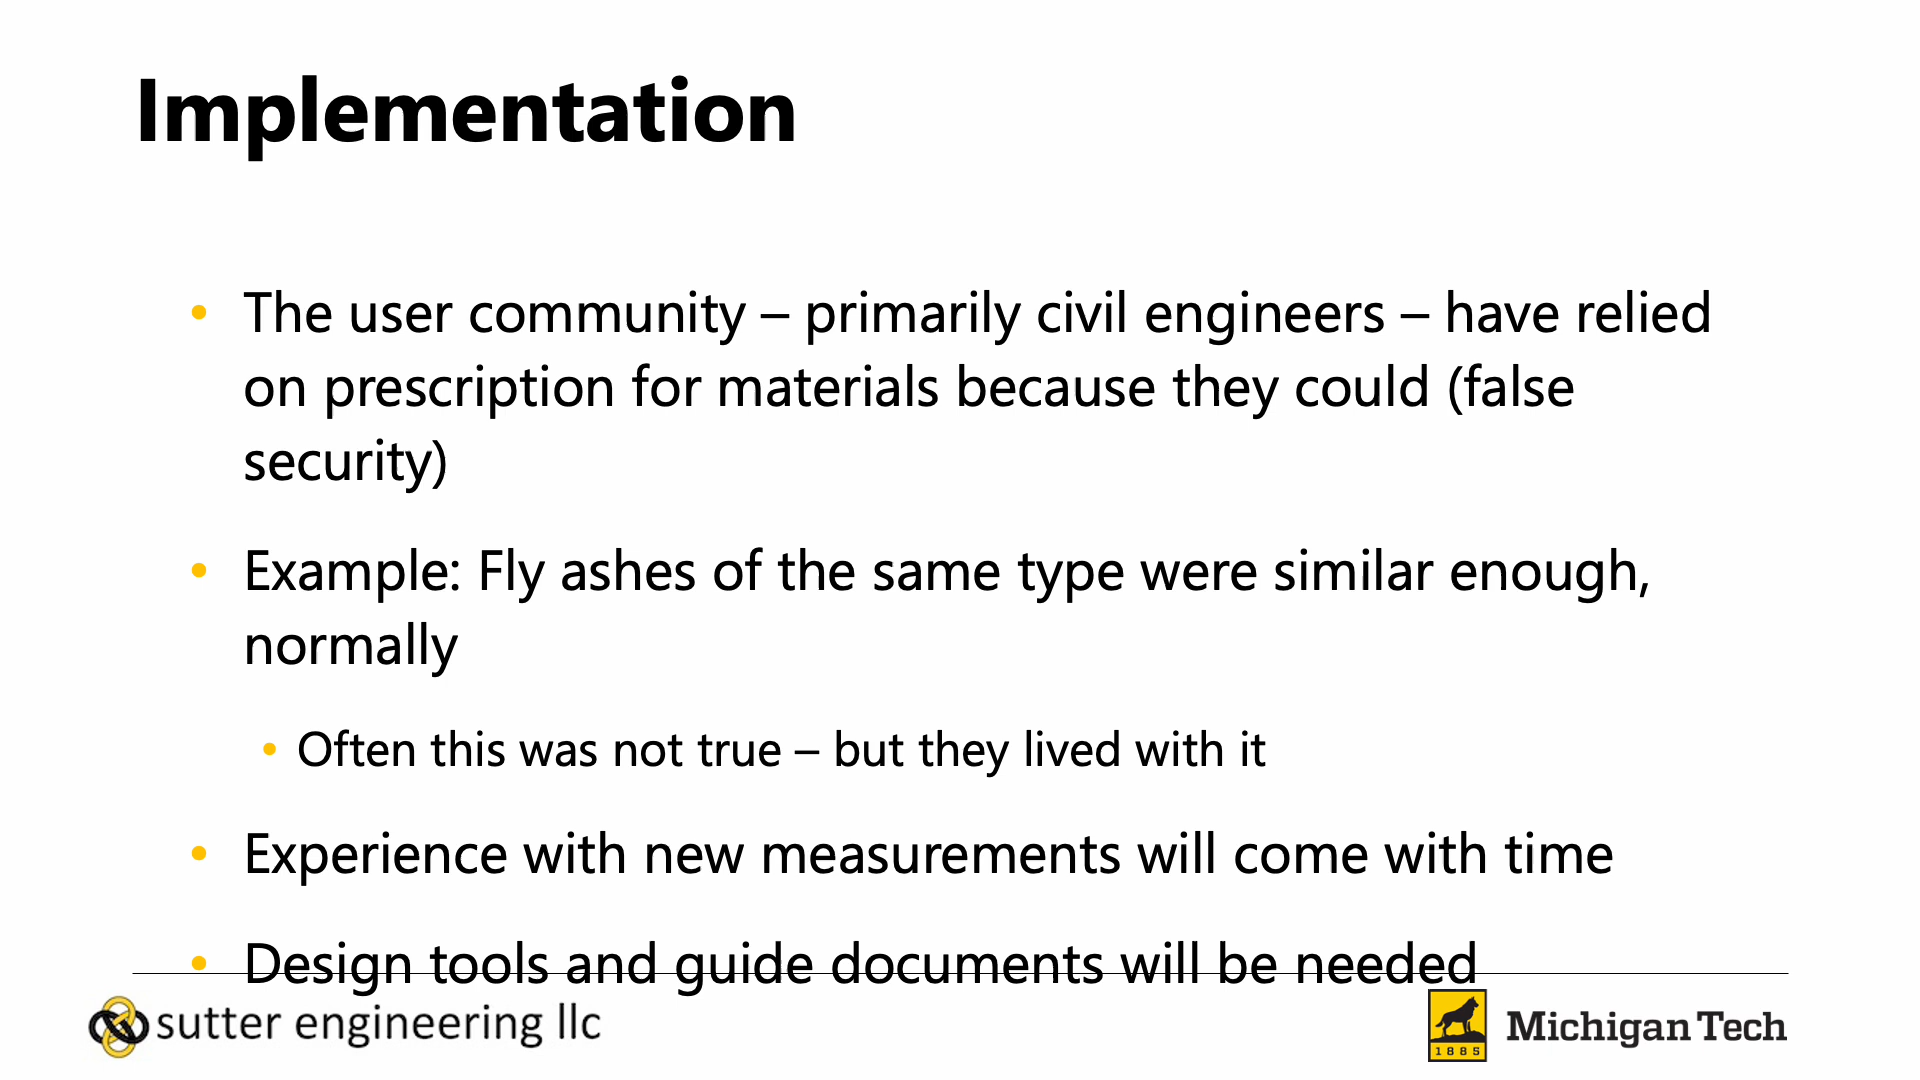 Implementation
• The user community – primarily civil engineers – have relied
on prescription for materials because they could (false
security)
• Example: Fly ashes of the same type were similar enough,
normally
• Often this was not true – but they lived with it
• Experience with new measurements will come with time
• Design tools and guide documents will be needed
sutter engineering llc
1885
Michigan Tech